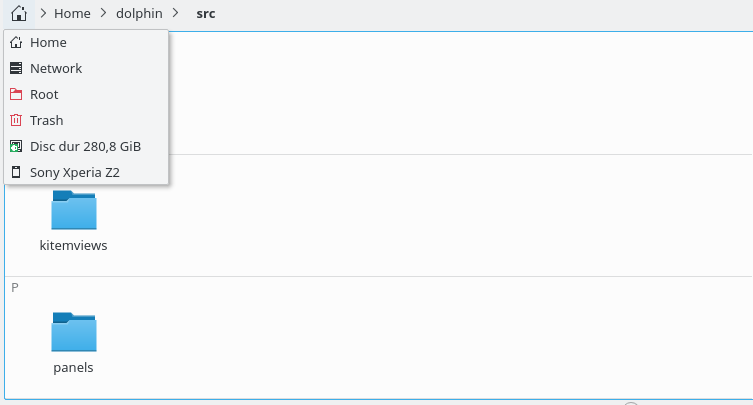 Home dolphin src
Home
Network
Root
Trash
Disc dur 280,8 GiB
Sony Xperia Z2
kitemviews
P
panels